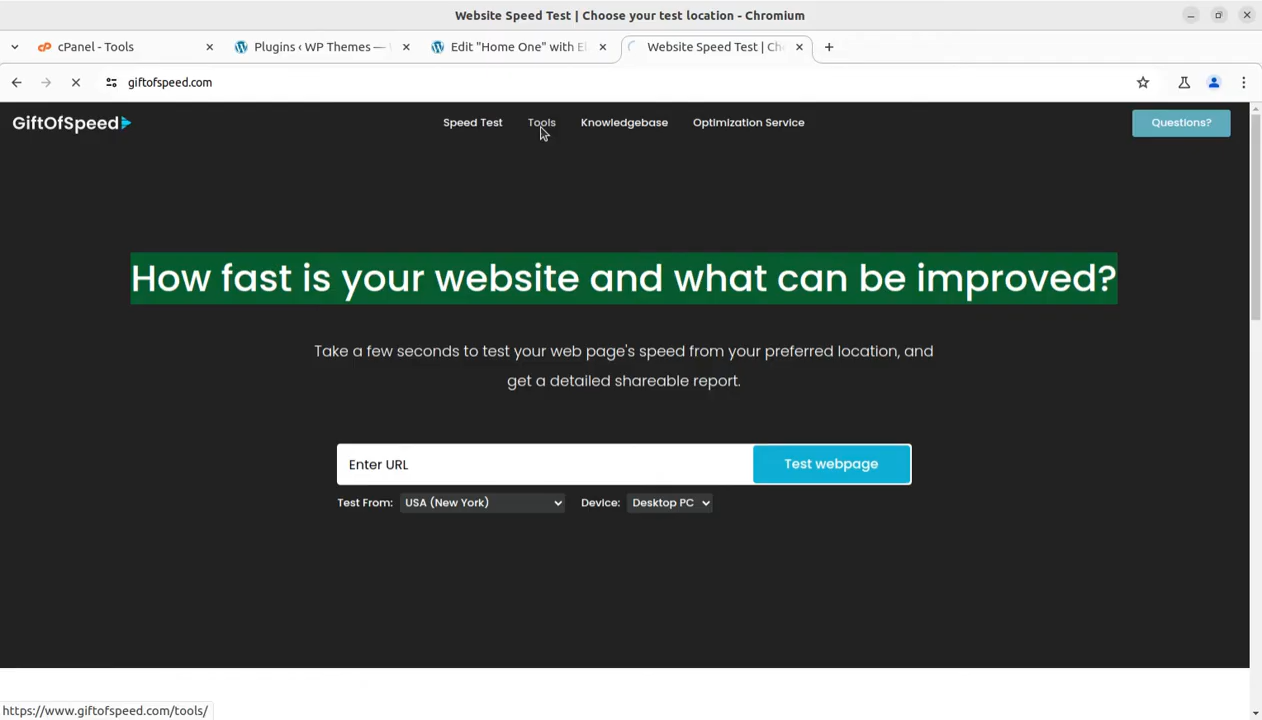 Website Speed Test | Choose your test location - Chromium
cPanel - Tools
Plugins ‹ WP Themes —
Edit "Home One" with El
Website Speed Test | Ch
giftofspeed.com
GiftOfSpeed
Speed Test
Tools
Knowledgebase
Optimization Service
Questions?
How fast is your website and what can be improved?
Take a few seconds to test your web page's speed from your preferred location, and
get a detailed shareable report.
Enter URL
Test webpage
Test From:
USA (New York)
Device:
Desktop PC
https://www.giftofspeed.com/tools/